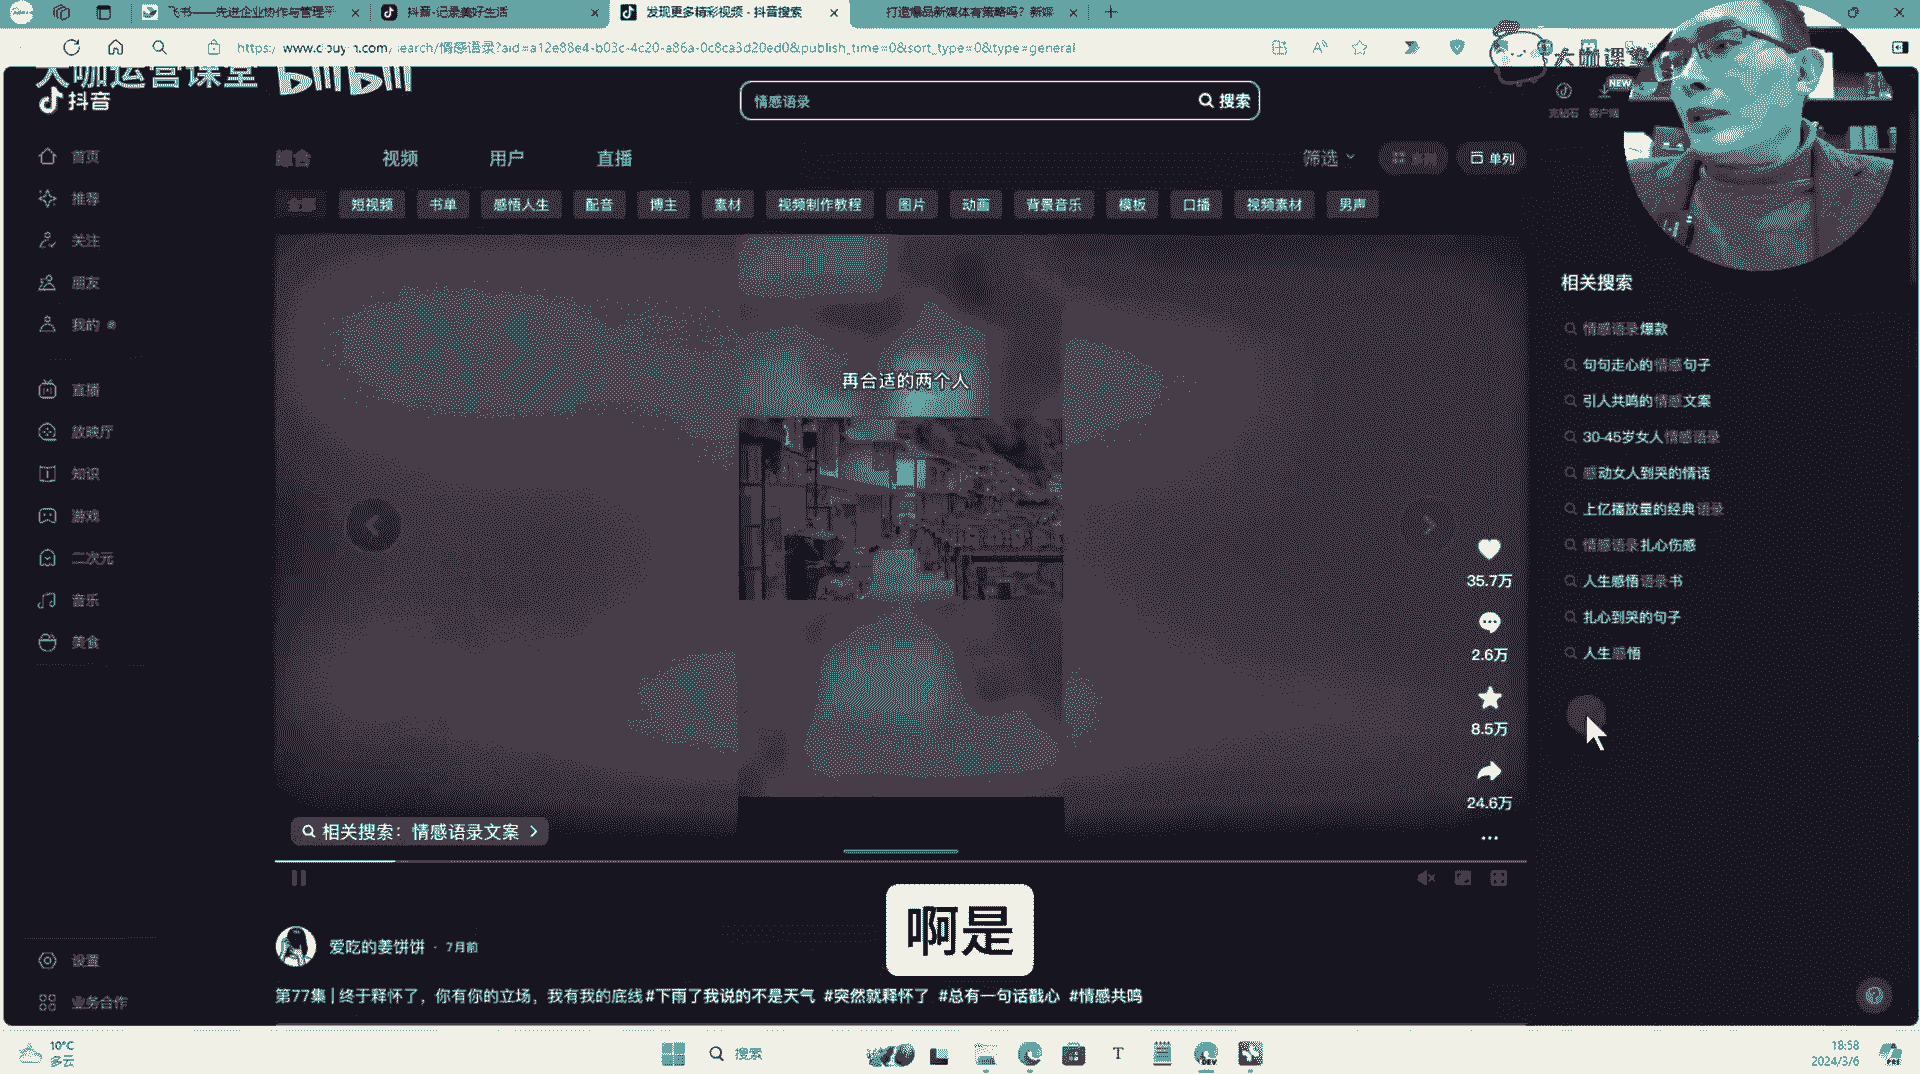 飞书——先进企业协作与管理平
抖音-记录美好生活
发现更多精彩视频 - 抖音搜索
打造爆品新媒体有策略吗？新媒
www.douyin.com/search/情感语录?aid=a12e88e4-b03c-4c20-a86a-0c8ca3d20ed0&publish_time=0&sort_type=0&type=general
大咖运营课堂 bilibili
大咖课堂
抖音
情感语录
搜索
NEW
充钻石
客户端
首页
推荐
关注
朋友
我的
直播
放映厅
知识
游戏
二次元
音乐
美食
设置
业务合作
综合
视频
用户
直播
筛选
单列
全部
短视频
书单
感悟人生
配音
博主
素材
视频制作教程
图片
动画
背景音乐
模板
口播
视频素材
男声
再合适的两个人
35.7万
2.6万
8.5万
24.6万
相关搜索：情感语录文案
相关搜索
情感语录爆款
句句走心的情感句子
引人共鸣的情感文案
30-45岁女人情感语录
感动女人到哭的情话
上亿播放量的经典语录
情感语录扎心伤感
人生感悟语录书
扎心到哭的句子
人生感悟
啊是
爱吃的姜饼饼 · 7月前
第77集 | 终于释怀了，你有你的立场，我有我的底线#下雨了我说的不是天气 #突然就释怀了 #总有一句话戳心 #情感共鸣
10°C
多云
搜索
DEV
18:58
2024/3/6
PRE